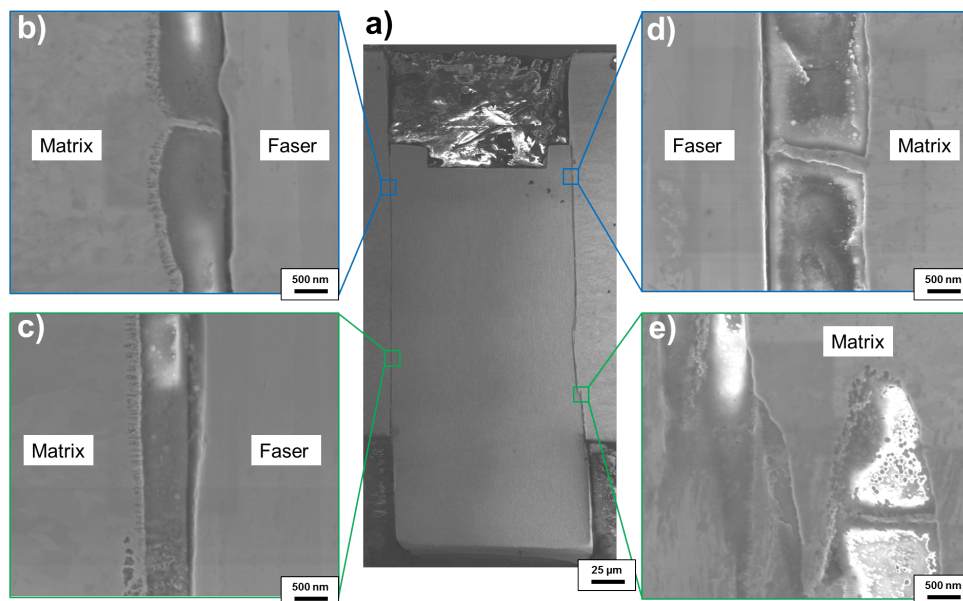 b)
Matrix
Faser
500 nm
a)
25 µm
d)
Faser
Matrix
500 nm
c)
Matrix
Faser
500 nm
e)
Matrix
500 nm